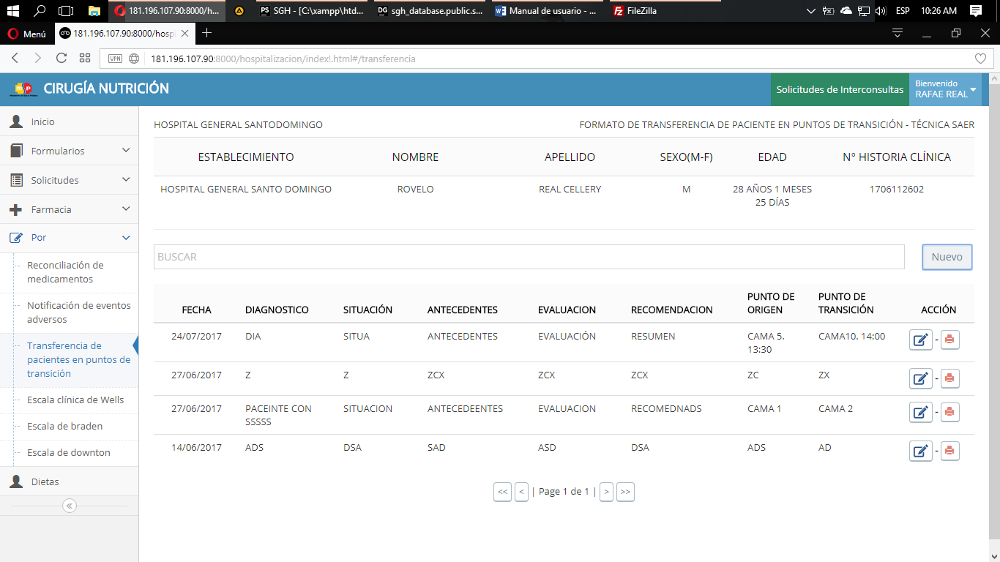 181.196.107.90:8000/h...
SGH - [C:\xampp\htd...
sgh_database.public.s...
Manual de usuario - ...
FileZilla
ESP
10:26 AM
Menú
181.196.107.90:8000/hospi
VPN
181.196.107.90:8000/hospitalizacion/index!.html#/transferencia
CIRUGÍA NUTRICIÓN
Solicitudes de Interconsultas
Bienvenido
RAFAE REAL
Inicio
Formularios
Solicitudes
Farmacia
Por
Reconciliación de
medicamentos
Notificación de eventos
adversos
Transferencia de
pacientes en puntos de
transición
Escala clínica de Wells
Escala de braden
Escala de downton
Dietas
HOSPITAL GENERAL SANTODOMINGO
FORMATO DE TRANSFERENCIA DE PACIENTE EN PUNTOS DE TRANSICIÓN - TÉCNICA SAER
ESTABLECIMIENTO NOMBRE APELLIDO SEXO(M-F) EDAD N° HISTORIA CLÍNICA
HOSPITAL GENERAL SANTO DOMINGO ROVELO REAL CELLERY M 28 AÑOS 1 MESES 1706112602
25 DÍAS
BUSCAR
Nuevo
FECHA DIAGNOSTICO SITUACIÓN ANTECEDENTES EVALUACION RECOMENDACION PUNTO DE ORIGEN PUNTO DE TRANSICIÓN ACCIÓN
24/07/2017 DIA SITUA ANTECEDENTES EVALUACIÓN RESUMEN CAMA 5. CAMA10. 14:00 -
13:30
27/06/2017 Z Z ZCX ZCX ZCX ZC ZX -
27/06/2017 PACEINTE CON SITUACION ANTECEDEENTES EVALUACION RECOMEDNADS CAMA 1 CAMA 2 -
SSSSS
14/06/2017 ADS DSA SAD ASD DSA ADS AD -
<< < | Page 1 de 1 | > >>